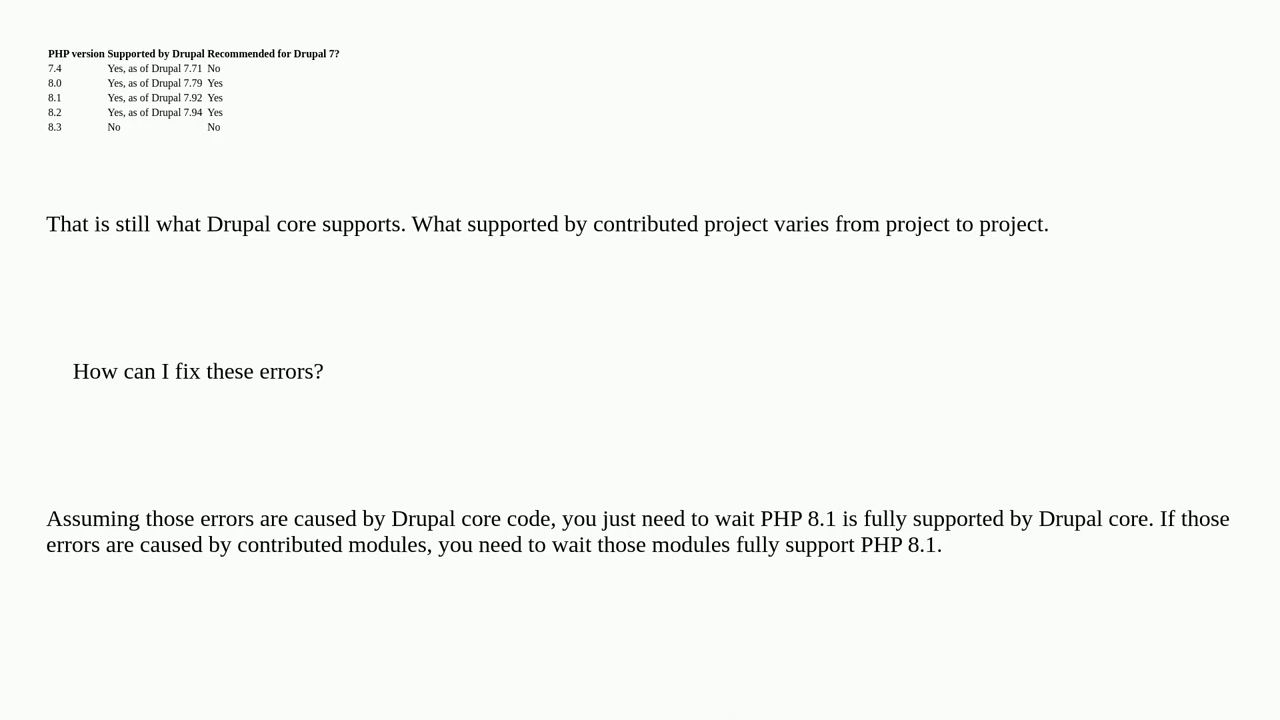 PHP version Supported by Drupal Recommended for Drupal 7?
7.4 Yes, as of Drupal 7.71 No
8.0 Yes, as of Drupal 7.79 Yes
8.1 Yes, as of Drupal 7.92 Yes
8.2 Yes, as of Drupal 7.94 Yes
8.3 No No
That is still what Drupal core supports. What supported by contributed project varies from project to project.
How can I fix these errors?
Assuming those errors are caused by Drupal core code, you just need to wait PHP 8.1 is fully supported by Drupal core. If those
errors are caused by contributed modules, you need to wait those modules fully support PHP 8.1.